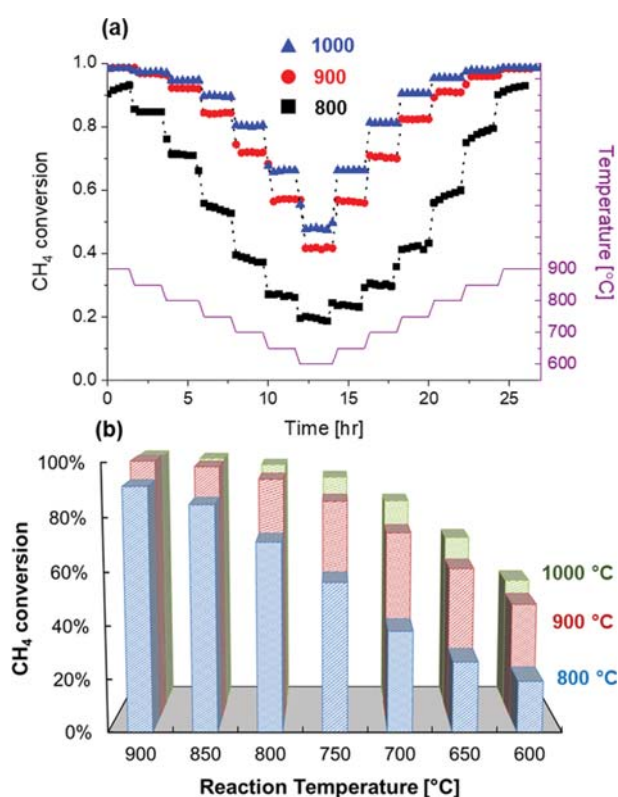 (a)
1000
900
800
1.0
0.8
0.6
0.4
0.2
0.0
CH₄ conversion
0
5
10
15
20
25
Time [hr]
Temperature [°C]
900
800
700
600
(b)
100%
80%
60%
40%
20%
0%
CH₄ conversion
1000 °C
900 °C
800 °C
900 850 800 750 700 650 600
Reaction Temperature [°C]